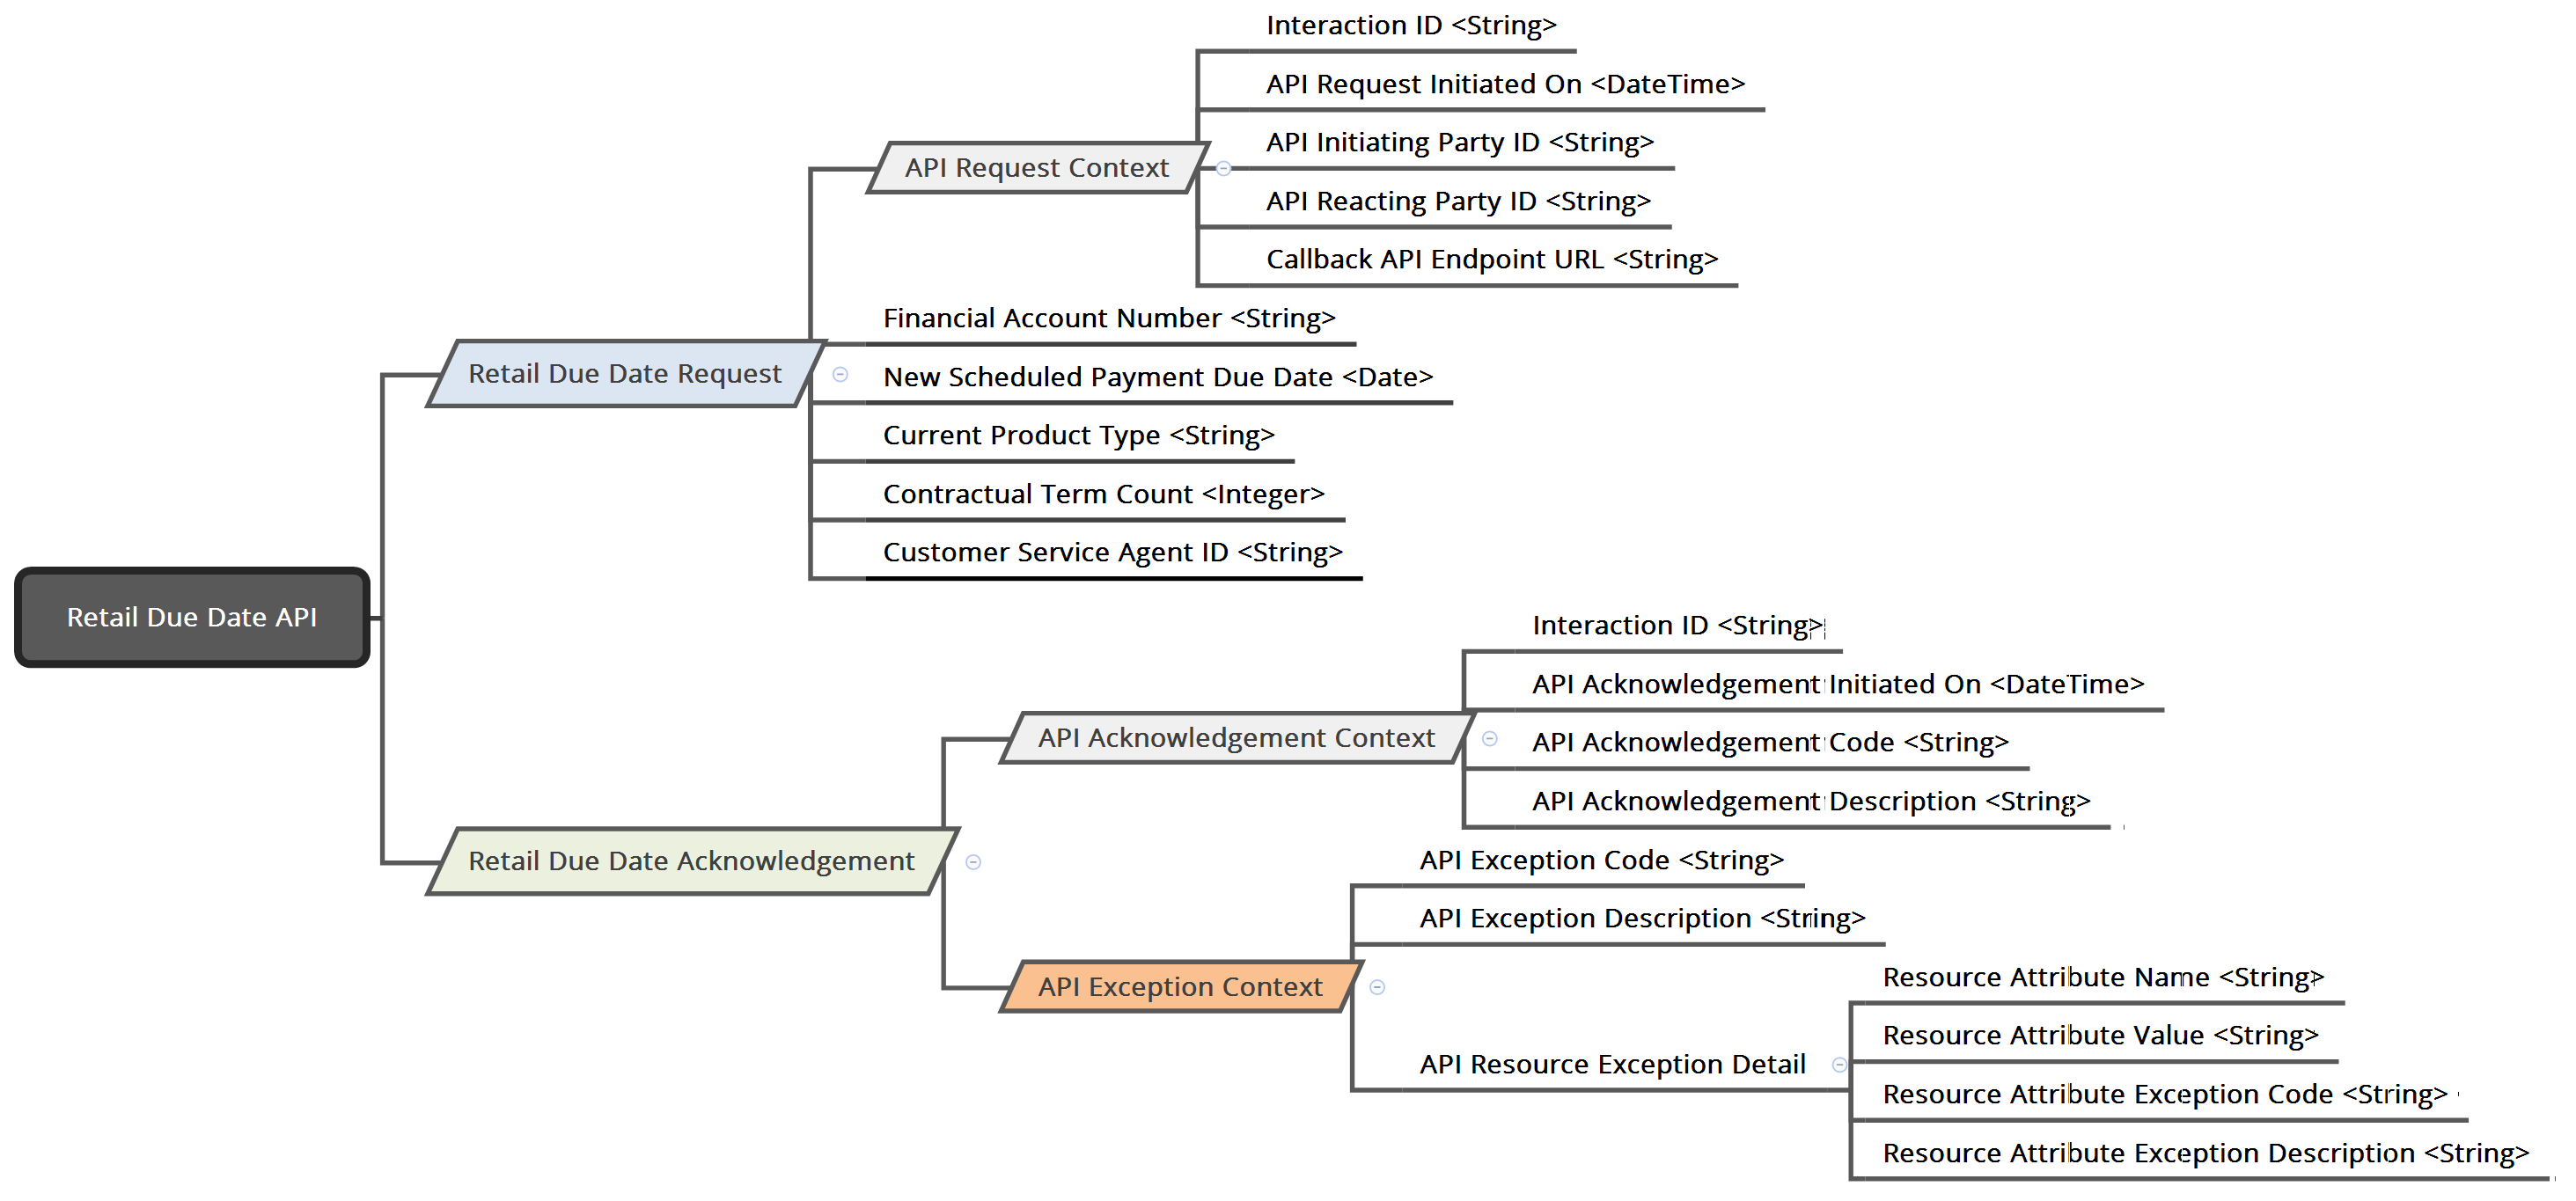 Interaction ID <String>
API Request Initiated On <DateTime>
API Initiating Party ID <String>
API Request Context
API Reacting Party ID <String>
Callback API Endpoint URL <String>
Financial Account Number <String>
Retail Due Date Request
New Scheduled Payment Due Date <Date>
Current Product Type <String>
Contractual Term Count <Integer>
Customer Service Agent ID <String>
Retail Due Date API
Interaction ID <String>
API Acknowledgement Initiated On <DateTime>
API Acknowledgement Context
API Acknowledgement Code <String>
API Acknowledgement Description <String>
Retail Due Date Acknowledgement
API Exception Code <String>
API Exception Description <String>
API Exception Context
Resource Attribute Name <String>
Resource Attribute Value <String>
API Resource Exception Detail
Resource Attribute Exception Code <String>
Resource Attribute Exception Description <String>